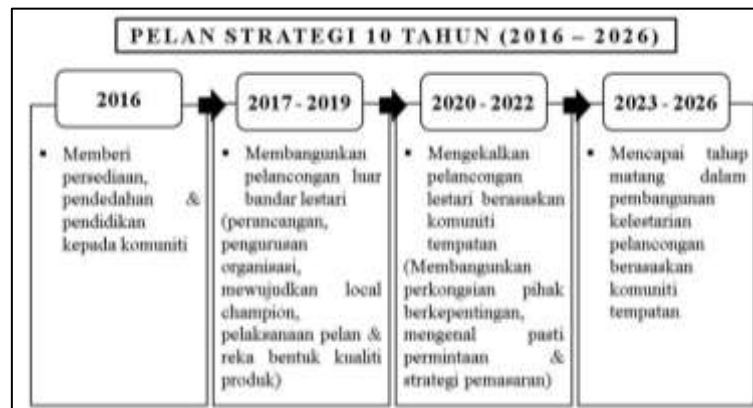 PELAN STRATEGI 10 TAHUN (2016 – 2026)
2016
▪ Memberi
persediaan,
pendedahan &
pendidikan
kepada komuniti
2017 - 2019
▪ Membangunkan
pelancongan luar
bandar lestari
(perancangan,
pengurusan
organisasi,
mewujudkan local
champion,
pelaksanaan pelan &
reka bentuk kualiti
produk)
2020 - 2022
▪ Mengekalkan
pelancongan
lestari berasaskan
komuniti
tempatan
(Membangunkan
perkongsian pihak
berkepentingan,
mengenal pasti
permintaan &
strategi pemasaran)
2023 - 2026
▪ Mencapai tahap
matang dalam
pembangunan
kelestarian
pelancongan
berasaskan
komuniti
tempatan